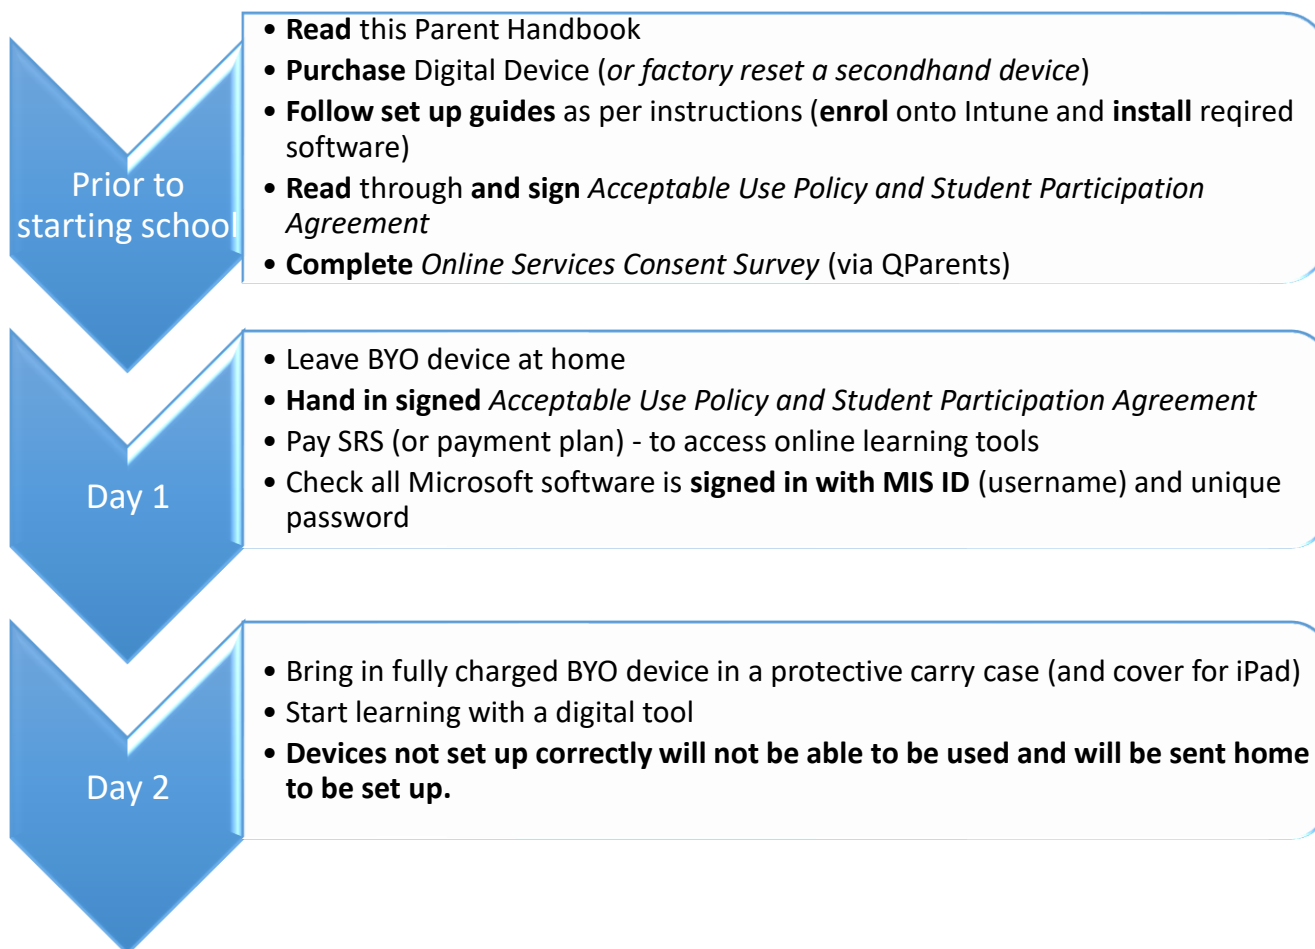 Prior to
starting school
• Read this Parent Handbook
• Purchase Digital Device (or factory reset a secondhand device)
• Follow set up guides as per instructions (enrol onto Intune and install reqired
software)
• Read through and sign Acceptable Use Policy and Student Participation
Agreement
• Complete Online Services Consent Survey (via QParents)
Day 1
• Leave BYO device at home
• Hand in signed Acceptable Use Policy and Student Participation Agreement
• Pay SRS (or payment plan) - to access online learning tools
• Check all Microsoft software is signed in with MIS ID (username) and unique
password
Day 2
• Bring in fully charged BYO device in a protective carry case (and cover for iPad)
• Start learning with a digital tool
• Devices not set up correctly will not be able to be used and will be sent home
to be set up.